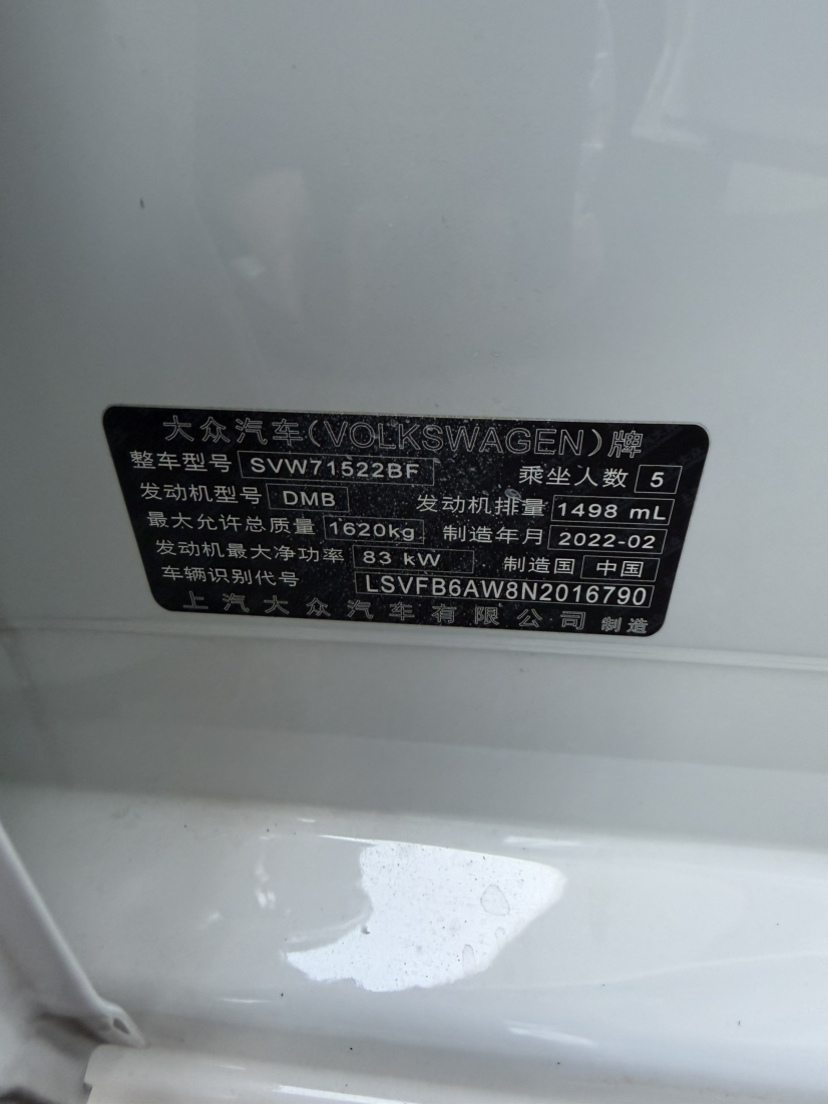 大众汽车(VOLKSWAGEN)牌
整车型号 SVW71522BF 乘坐人数 5
发动机型号 DMB 发动机排量 1498 mL
最大允许总质量 1620kg 制造年月 2022-02
发动机最大净功率 83 kW 制造国 中国
车辆识别代号 LSVFB6AW8N2016790
上汽大众汽车有限公司 制造